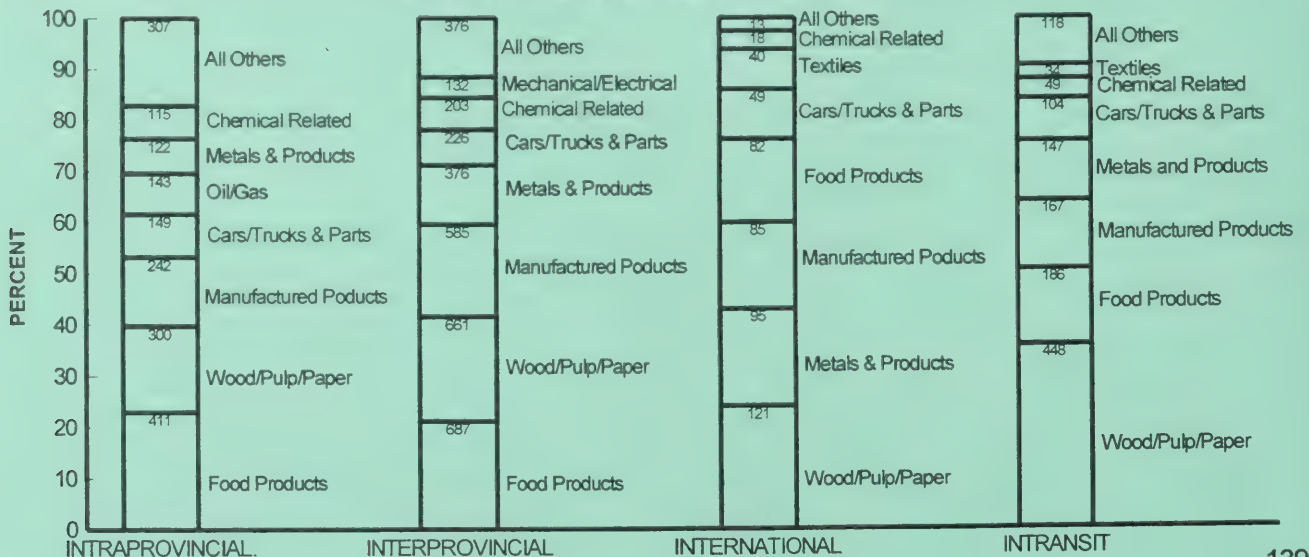 PERCENT
100
90
80
70
60
50
40
30
20
10
0
307
All Others
115
Chemical Related
122
Metals & Products
143
Oil/Gas
149
Cars/Trucks & Parts
242
Manufactured Poducts
300
Wood/Pulp/Paper
411
Food Products
INTRAPROVINCIAL.
376
All Others
132
Mechanical/Electrical
203
Chemical Related
226
Cars/Trucks & Parts
376
Metals & Products
585
Manufactured Poducts
661
Wood/Pulp/Paper
687
Food Products
INTERPROVINCIAL
13
All Others
18
Chemical Related
40
Textiles
49
Cars/Trucks & Parts
82
Food Products
85
Manufactured Poducts
95
Metals & Products
121
Wood/Pulp/Paper
INTERNATIONAL
118
All Others
34
Textiles
49
Chemical Related
104
Cars/Trucks & Parts
147
Metals and Products
167
Manufactured Products
186
Food Products
448
Wood/Pulp/Paper
INTRANSIT